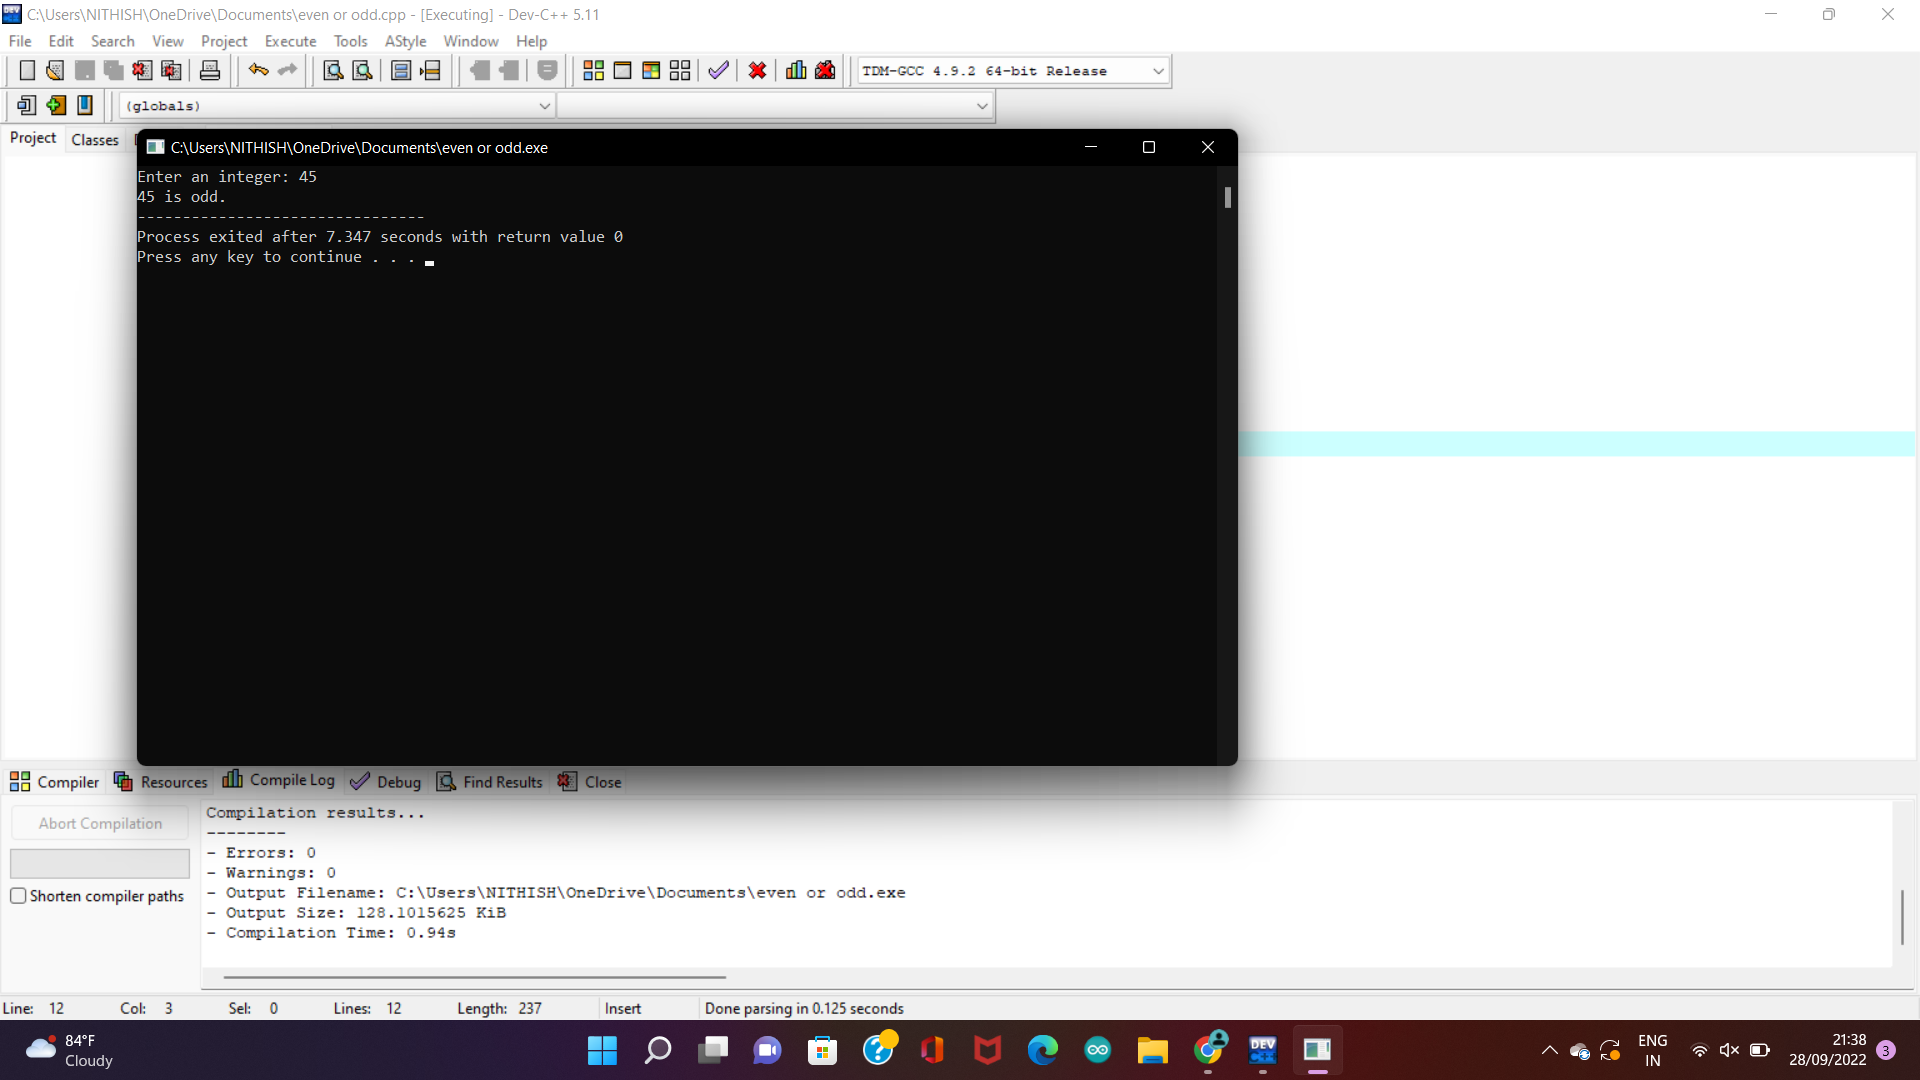 C:\Users\NITHISH\OneDrive\Documents\even or odd.cpp - [Executing] - Dev-C++ 5.11
File Edit Search View Project Execute Tools AStyle Window Help
TDM-GCC 4.9.2 64-bit Release
(globals)
Project Classes
C:\Users\NITHISH\OneDrive\Documents\even or odd.exe
Enter an integer: 45
45 is odd.
--------------------------------
Process exited after 7.347 seconds with return value 0
Press any key to continue . . .
Compiler Resources Compile Log Debug Find Results Close
Abort Compilation
Shorten compiler paths
Compilation results...
--------
- Errors: 0
- Warnings: 0
- Output Filename: C:\Users\NITHISH\OneDrive\Documents\even or odd.exe
- Output Size: 128.1015625 KiB
- Compilation Time: 0.94s
Line: 12 Col: 3 Sel: 0 Lines: 12 Length: 237 Insert Done parsing in 0.125 seconds
84°F
Cloudy
DEV
C++
ENG
IN
21:38
28/09/2022
3